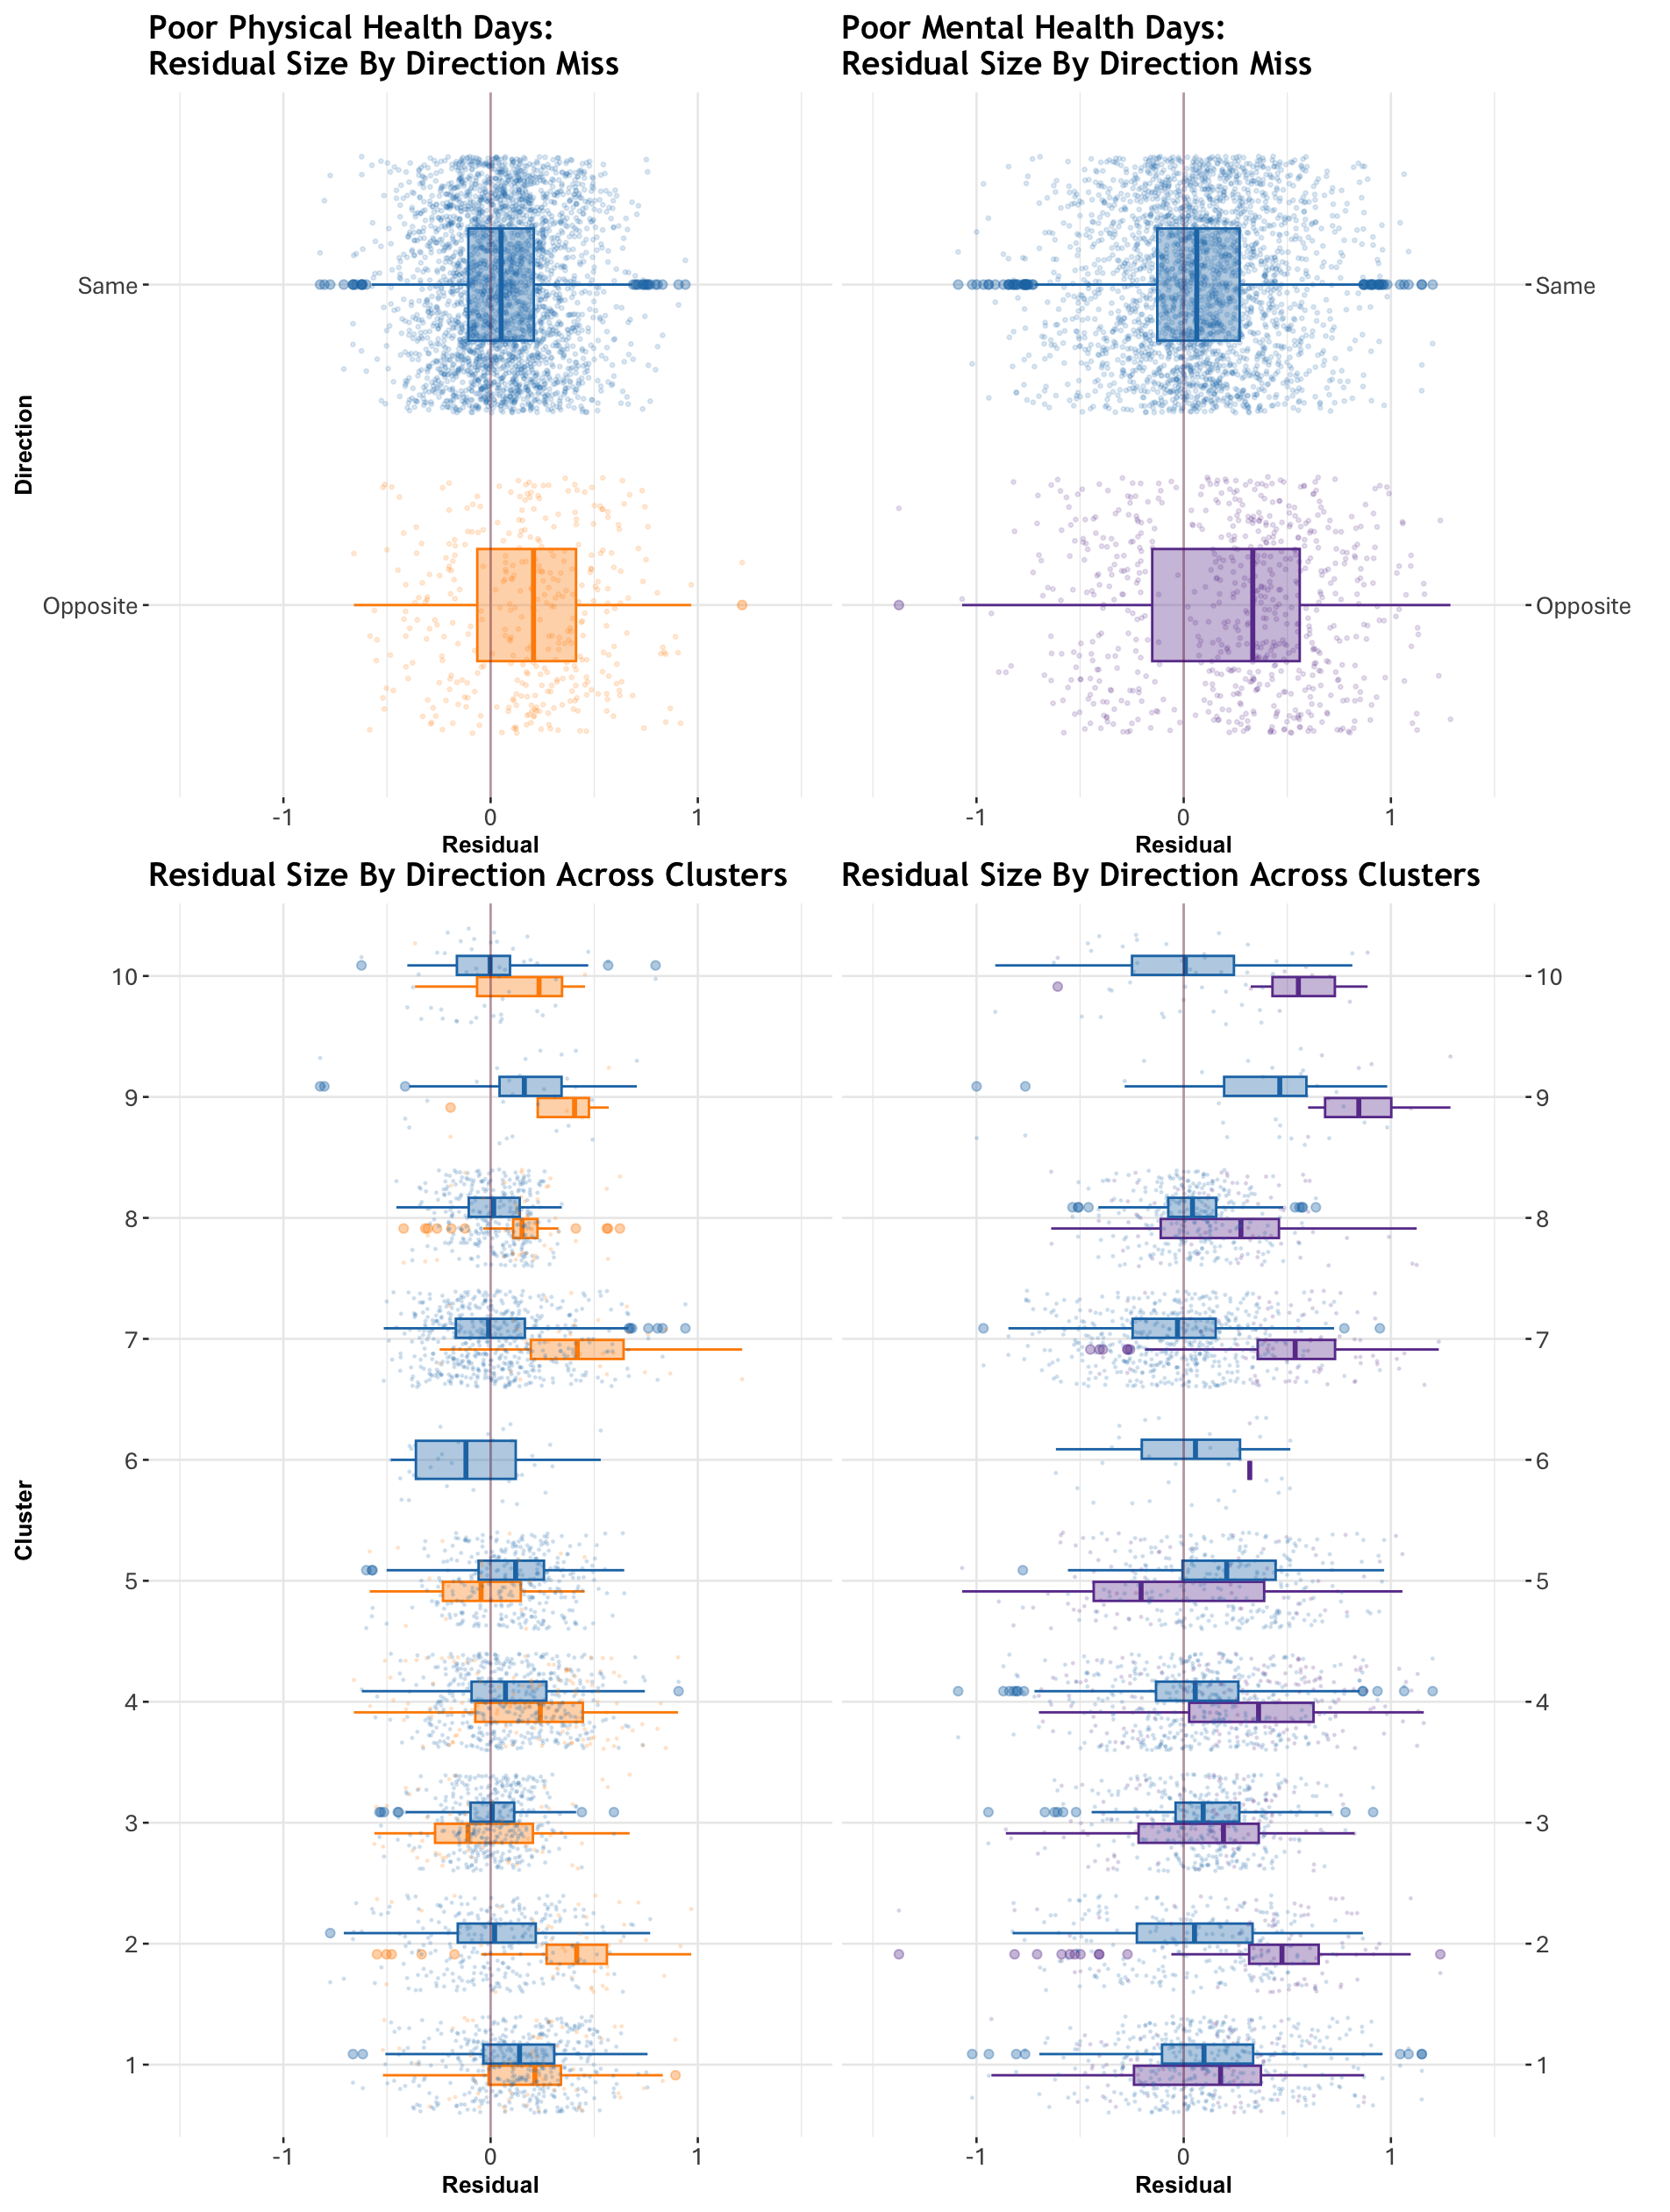 Poor Physical Health Days:
Residual Size By Direction Miss
Poor Mental Health Days:
Residual Size By Direction Miss
Direction
Same
Opposite
Same
Opposite
-1 0 1
Residual
-1 0 1
Residual
Residual Size By Direction Across Clusters
Residual Size By Direction Across Clusters
Cluster
10
9
8
7
6
5
4
3
2
1
10
9
8
7
6
5
4
3
2
1
-1 0 1
Residual
-1 0 1
Residual